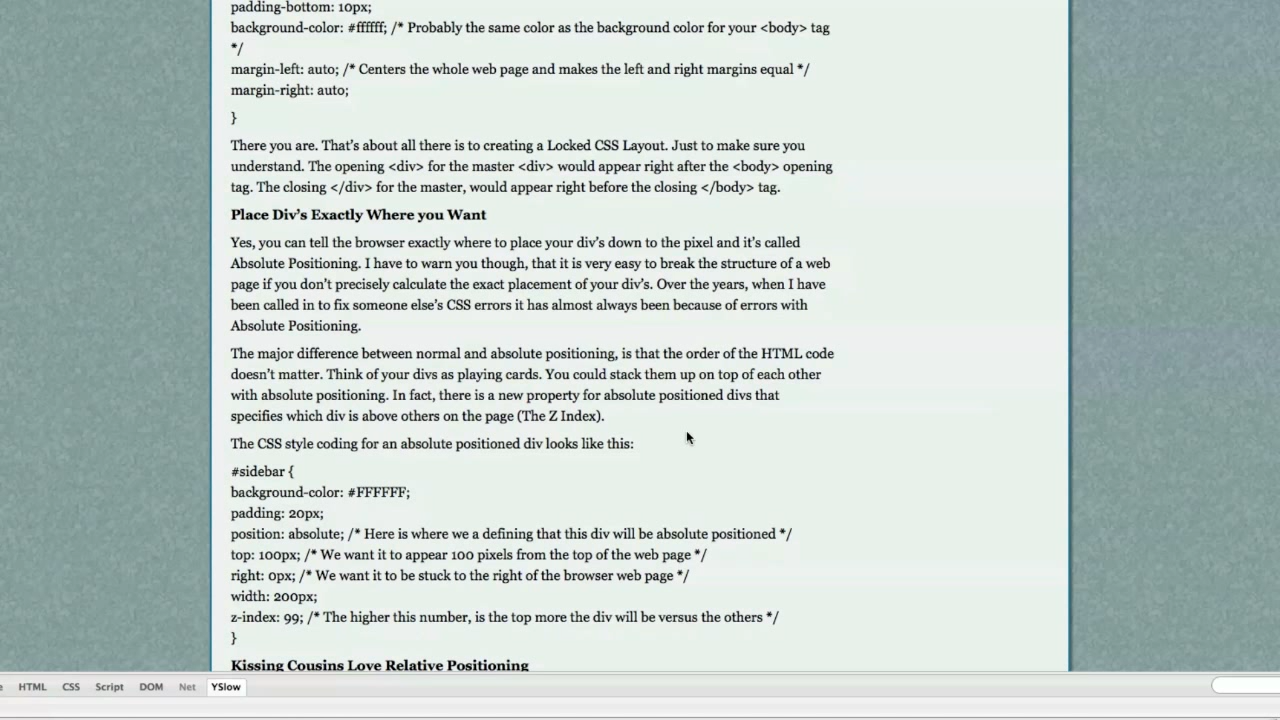 padding-bottom: 10px;
background-color: #ffffff; /* Probably the same color as the background color for your <body> tag
*/
margin-left: auto; /* Centers the whole web page and makes the left and right margins equal */
margin-right: auto;
}
There you are. That's about all there is to creating a Locked CSS Layout. Just to make sure you
understand. The opening <div> for the master <div> would appear right after the <body> opening
tag. The closing </div> for the master, would appear right before the closing </body> tag.
Place Div's Exactly Where you Want
Yes, you can tell the browser exactly where to place your div's down to the pixel and it's called
Absolute Positioning. I have to warn you though, that it is very easy to break the structure of a web
page if you don't precisely calculate the exact placement of your div's. Over the years, when I have
been called in to fix someone else's CSS errors it has almost always been because of errors with
Absolute Positioning.
The major difference between normal and absolute positioning, is that the order of the HTML code
doesn't matter. Think of your divs as playing cards. You could stack them up on top of each other
with absolute positioning. In fact, there is a new property for absolute positioned divs that
specifies which div is above others on the page (The Z Index).
The CSS style coding for an absolute positioned div looks like this:
#sidebar {
background-color: #FFFFFF;
padding: 20px;
position: absolute; /* Here is where we a defining that this div will be absolute positioned */
top: 100px; /* We want it to appear 100 pixels from the top of the web page */
right: 0px; /* We want it to be stuck to the right of the browser web page */
width: 200px;
z-index: 99; /* The higher this number, is the top more the div will be versus the others */
}
Kissing Cousins Love Relative Positioning
HTML CSS Script DOM Net YSlow